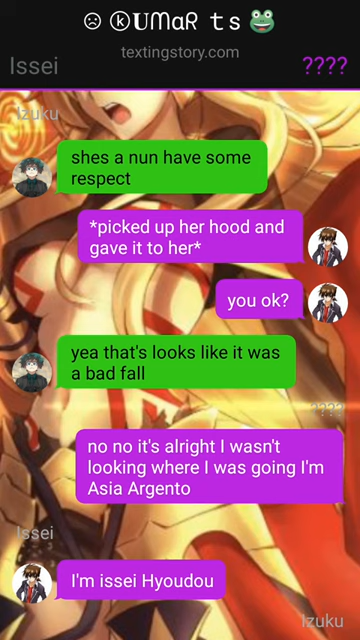 ☹ ⓚ𝐔ᗰαʀ ｔｓ🐸
textingstory.com
Issei ????
Izuku
shes a nun have some
respect
*picked up her hood and
gave it to her*
you ok?
yea that's looks like it was
a bad fall
????
no no it's alright I wasn't
looking where I was going I'm
Asia Argento
Issei
I'm issei Hyoudou
Izuku